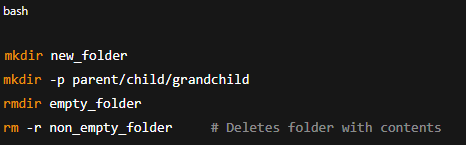 bash
mkdir new_folder
mkdir -p parent/child/grandchild
rmdir empty_folder
rm -r non_empty_folder     # Deletes folder with contents